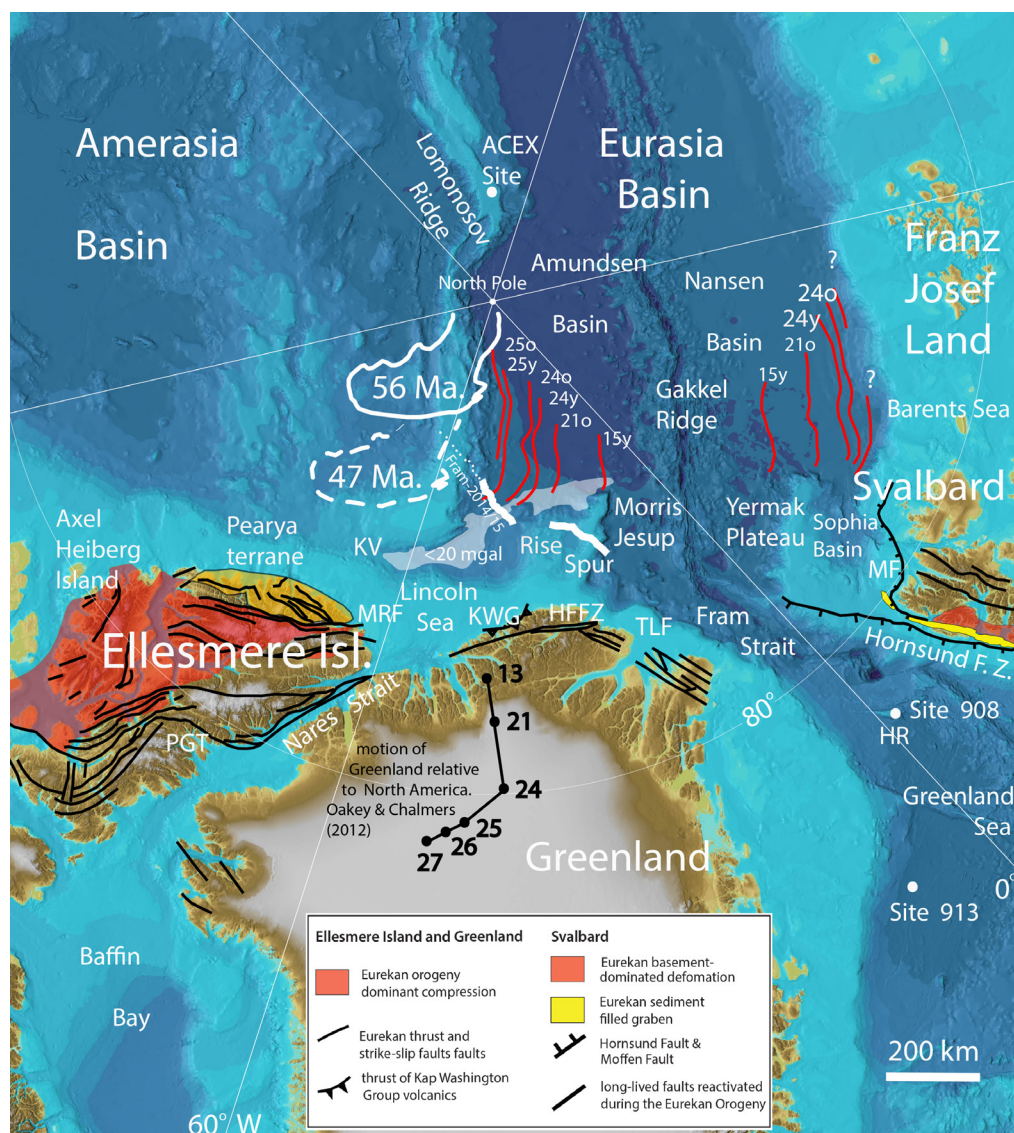 Amerasia
Basin
Lomonosov
Ridge
ACEX
Site
Eurasia
Basin
Franz
Josef
Land
North Pole
Amundsen
Basin
Nansen
Basin
?
24o
24y
21o
15y
?
25o
25y
24o
24y
21o
15y
Gakkel
Ridge
Barents Sea
56 Ma.
47 Ma.
Fram-2014/15
Svalbard
Axel
Heiberg
Island
Pearya
terrane
KV
<20 mgal
Rise
Spur
Morris
Jesup
Yermak
Plateau
Sophia
Basin
MF
Lincoln
Sea
MRF
KWG
HFFZ
TLF
Fram
Strait
Hornsund F. Z.
Ellesmere Isl.
Nares Strait
PGT
13
21
24
25
26
27
motion of
Greenland relative
to North America.
Oakey & Chalmers
(2012)
80°
Site 908
HR
Greenland
Sea
Greenland
0°
Site 913
Baffin
Bay
60° W
200 km
Ellesmere Island and Greenland
Eurekan orogeny
dominant compression
Eurekan thrust and
strike-slip faults faults
thrust of Kap Washington
Group volcanics
Svalbard
Eurekan basement-
dominated defomation
Eurekan sediment
filled graben
Hornsund Fault &
Moffen Fault
long-lived faults reactivated
during the Eurekan Orogeny